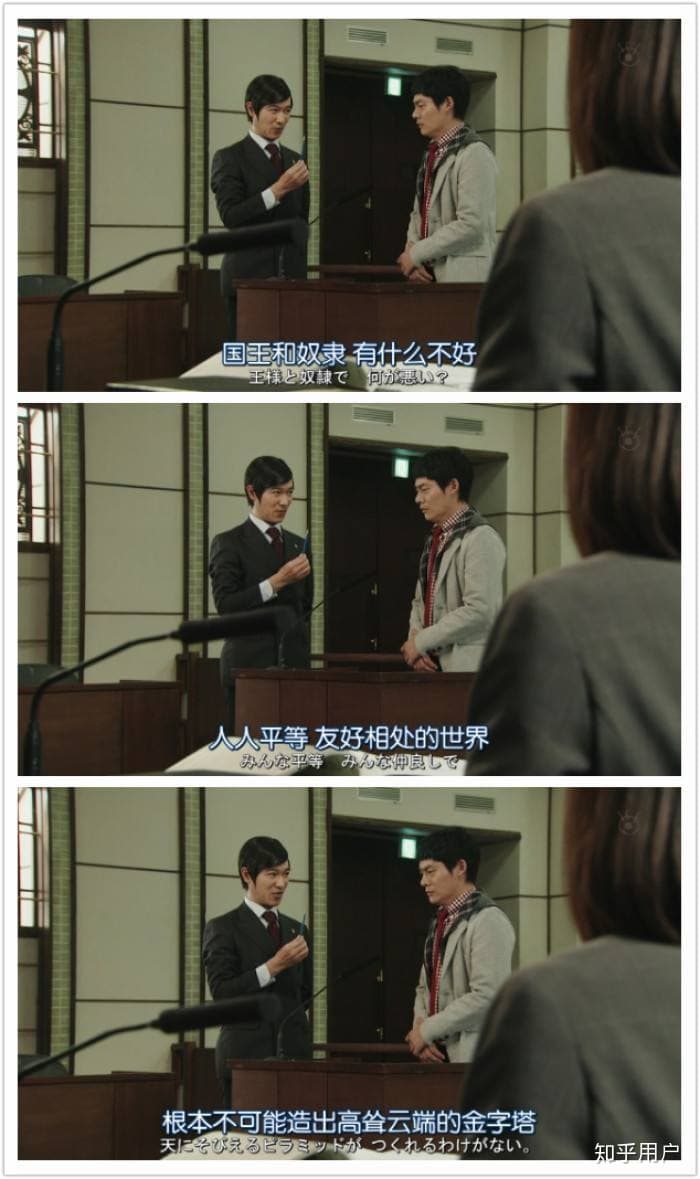 国王和奴隶 有什么不好
王様と奴隷で 何が悪い？
人人平等 友好相处的世界
みんな平等 みんな仲良しで
根本不可能造出高耸云端的金字塔
天にそびえるピラミッドが つくれるわけがない。
知乎用户